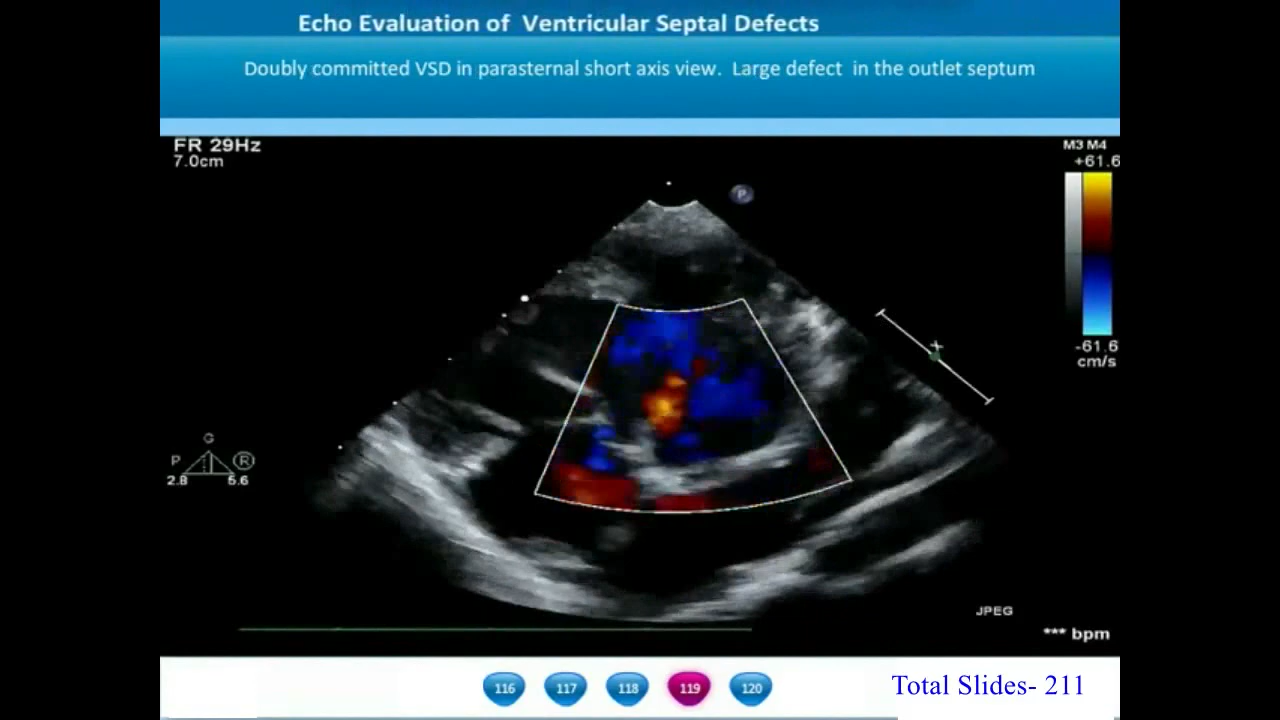 Echo Evaluation of Ventricular Septal Defects
Doubly committed VSD in parasternal short axis view. Large defect in the outlet septum
FR 29Hz
7.0cm
M3 M4
+61.6
P
-61.6
cm/s
G
P R
2.8 5.6
JPEG
*** bpm
116 117 118 119 120
Total Slides- 211